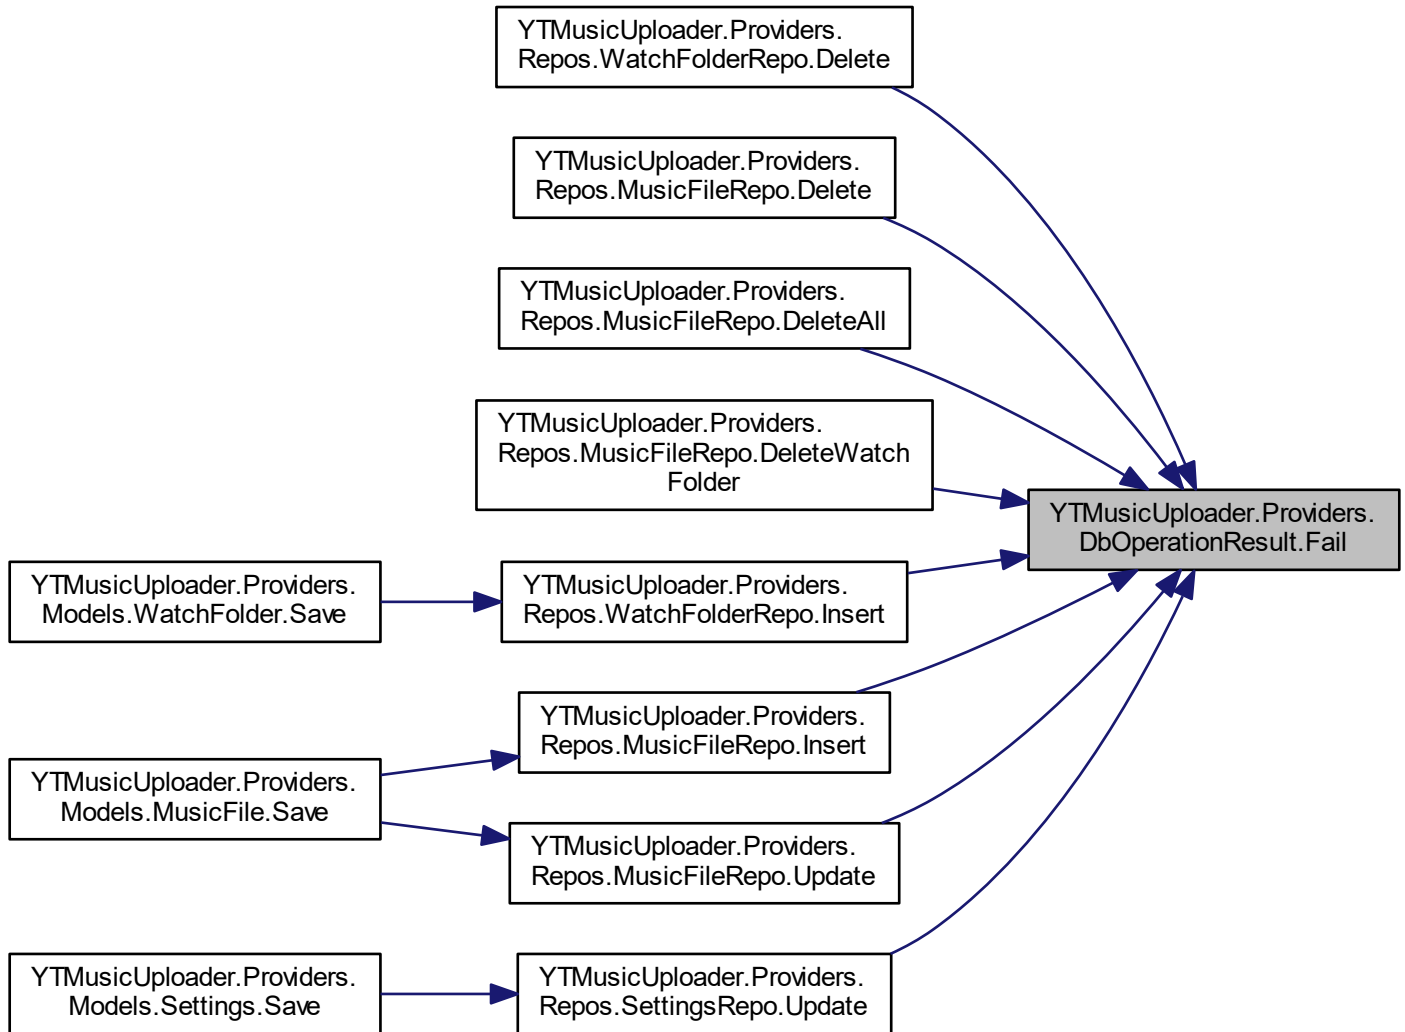 YTMusicUploader.Providers.
Repos.WatchFolderRepo.Delete
YTMusicUploader.Providers.
Repos.MusicFileRepo.Delete
YTMusicUploader.Providers.
Repos.MusicFileRepo.DeleteAll
YTMusicUploader.Providers.
Repos.MusicFileRepo.DeleteWatch
Folder
YTMusicUploader.Providers.
DbOperationResult.Fail
YTMusicUploader.Providers.
Models.WatchFolder.Save
YTMusicUploader.Providers.
Repos.WatchFolderRepo.Insert
YTMusicUploader.Providers.
Repos.MusicFileRepo.Insert
YTMusicUploader.Providers.
Models.MusicFile.Save
YTMusicUploader.Providers.
Repos.MusicFileRepo.Update
YTMusicUploader.Providers.
Models.Settings.Save
YTMusicUploader.Providers.
Repos.SettingsRepo.Update